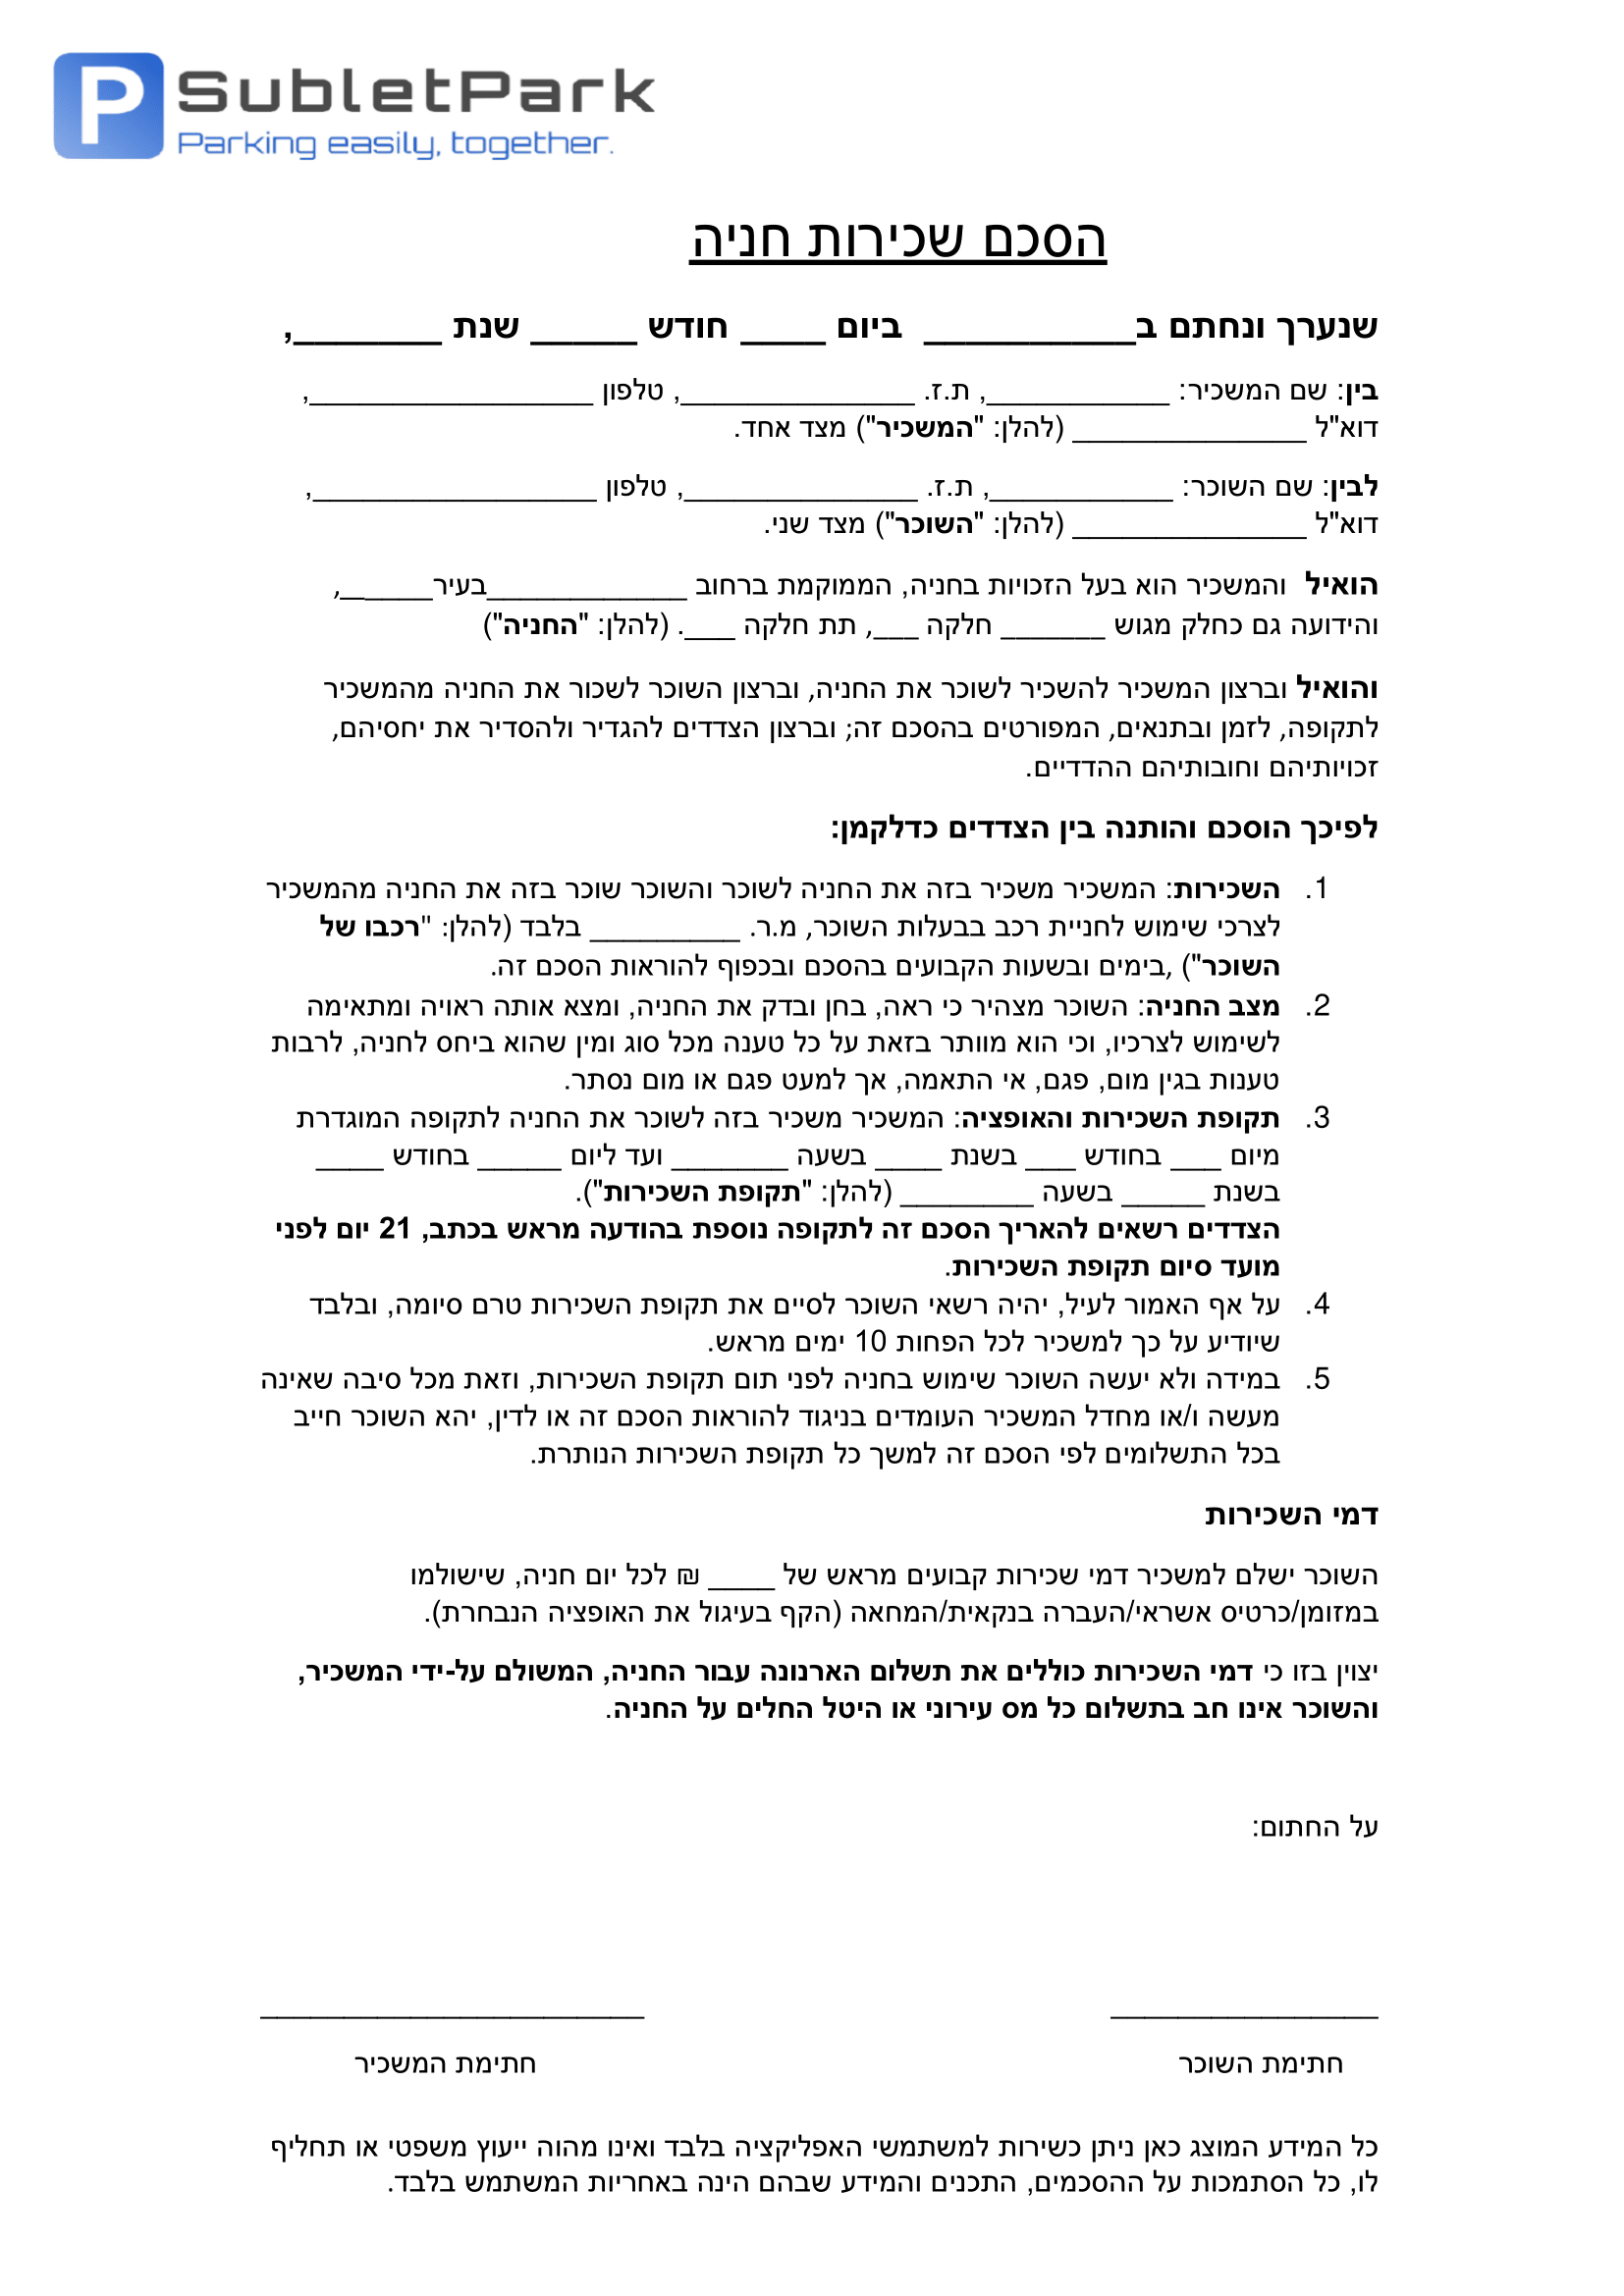 SubletPark
Parking easily, together.
הסכם שכירות חניה
שנערך ונחתם ב__________ ביום ____ חודש _____ שנת _______,
בין: שם המשכיר: ___________, ת.ז. ______________, טלפון _________________,
דוא"ל ______________ (להלן: "המשכיר") מצד אחד.
לבין: שם השוכר: ___________, ת.ז. ______________, טלפון _________________,
דוא"ל ______________ (להלן: "השוכר") מצד שני.
הואיל והמשכיר הוא בעל הזכויות בחניה, הממוקמת ברחוב ____________בעיר______,
והידועה גם כחלק מגוש _______ חלקה ___, תת חלקה ___. (להלן: "החניה")
והואיל וברצון המשכיר להשכיר לשוכר את החניה, וברצון השוכר לשכור את החניה מהמשכיר
לתקופה, לזמן ובתנאים, המפורטים בהסכם זה; וברצון הצדדים להגדיר ולהסדיר את יחסיהם,
זכויותיהם וחובותיהם ההדדיים.
לפיכך הוסכם והותנה בין הצדדים כדלקמן:
1. השכירות: המשכיר משכיר בזה את החניה לשוכר והשוכר שוכר בזה את החניה מהמשכיר
לצרכי שימוש לחניית רכב בבעלות השוכר, מ.ר. _________ בלבד (להלן: "רכבו של
השוכר") ,בימים ובשעות הקבועים בהסכם ובכפוף להוראות הסכם זה.
2. מצב החניה: השוכר מצהיר כי ראה, בחן ובדק את החניה, ומצא אותה ראויה ומתאימה
לשימוש לצרכיו, וכי הוא מוותר בזאת על כל טענה מכל סוג ומין שהוא ביחס לחניה, לרבות
טענות בגין מום, פגם, אי התאמה, אך למעט פגם או מום נסתר.
3. תקופת השכירות והאופציה: המשכיר משכיר בזה לשוכר את החניה לתקופה המוגדרת
מיום ___ בחודש ___ בשנת ____ בשעה _______ ועד ליום _____ בחודש ____
בשנת _____ בשעה ________ (להלן: "תקופת השכירות").
הצדדים רשאים להאריך הסכם זה לתקופה נוספת בהודעה מראש בכתב, 21 יום לפני
מועד סיום תקופת השכירות.
4. על אף האמור לעיל, יהיה רשאי השוכר לסיים את תקופת השכירות טרם סיומה, ובלבד
שיודיע על כך למשכיר לכל הפחות 10 ימים מראש.
5. במידה ולא יעשה השוכר שימוש בחניה לפני תום תקופת השכירות, וזאת מכל סיבה שאינה
מעשה ו/או מחדל המשכיר העומדים בניגוד להוראות הסכם זה או לדין, יהא השוכר חייב
בכל התשלומים לפי הסכם זה למשך כל תקופת השכירות הנותרת.
דמי השכירות
השוכר ישלם למשכיר דמי שכירות קבועים מראש של ____ ₪ לכל יום חניה, שישולמו
במזומן/כרטיס אשראי/העברה בנקאית/המחאה (הקף בעיגול את האופציה הנבחרת).
יצוין בזו כי דמי השכירות כוללים את תשלום הארנונה עבור החניה, המשולם על-ידי המשכיר,
והשוכר אינו חב בתשלום כל מס עירוני או היטל החלים על החניה.
על החתום:
________________ _______________________
חתימת השוכר חתימת המשכיר
כל המידע המוצג כאן ניתן כשירות למשתמשי האפליקציה בלבד ואינו מהוה ייעוץ משפטי או תחליף
לו, כל הסתמכות על ההסכמים, התכנים והמידע שבהם הינה באחריות המשתמש בלבד.